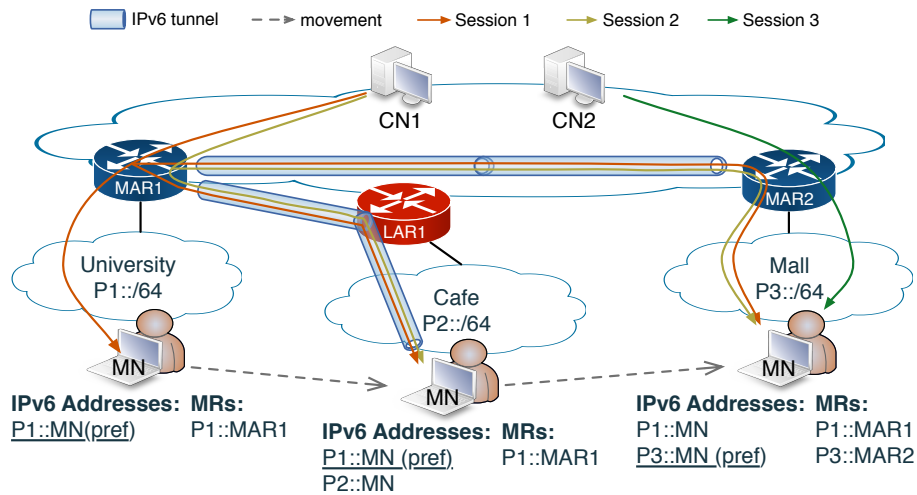 IPv6 tunnel movement Session 1 Session 2 Session 3
CN1 CN2
MAR1
MAR2
LAR1
University
P1::/64
Cafe
P2::/64
Mall
P3::/64
MN
MN
MN
IPv6 Addresses: MRs:
P1::MN(pref) P1::MAR1
IPv6 Addresses: MRs:
P1::MN (pref) P1::MAR1
P2::MN
IPv6 Addresses: MRs:
P1::MN P1::MAR1
P3::MN (pref) P3::MAR2